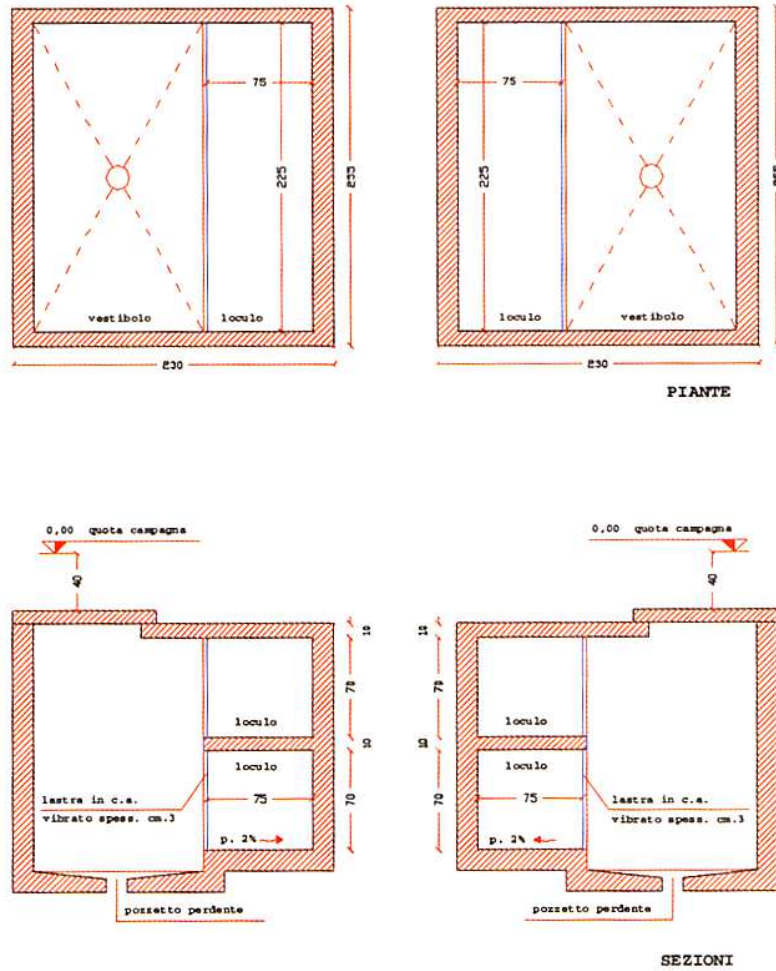 75
75
225
255
225
255
vestibolo
loculo
loculo
vestibolo
230
230
PIANTE
0,00 quota campagna
0,00 quota campagna
40
40
10
10
loculo
70
70
loculo
10
10
loculo
loculo
lastra in c.a.
vibrato spess. cm.3
75
70
70
75
lastra in c.a.
vibrato spess. cm.3
p. 2%
p. 2%
pozzetto perdente
pozzetto perdente
SEZIONI